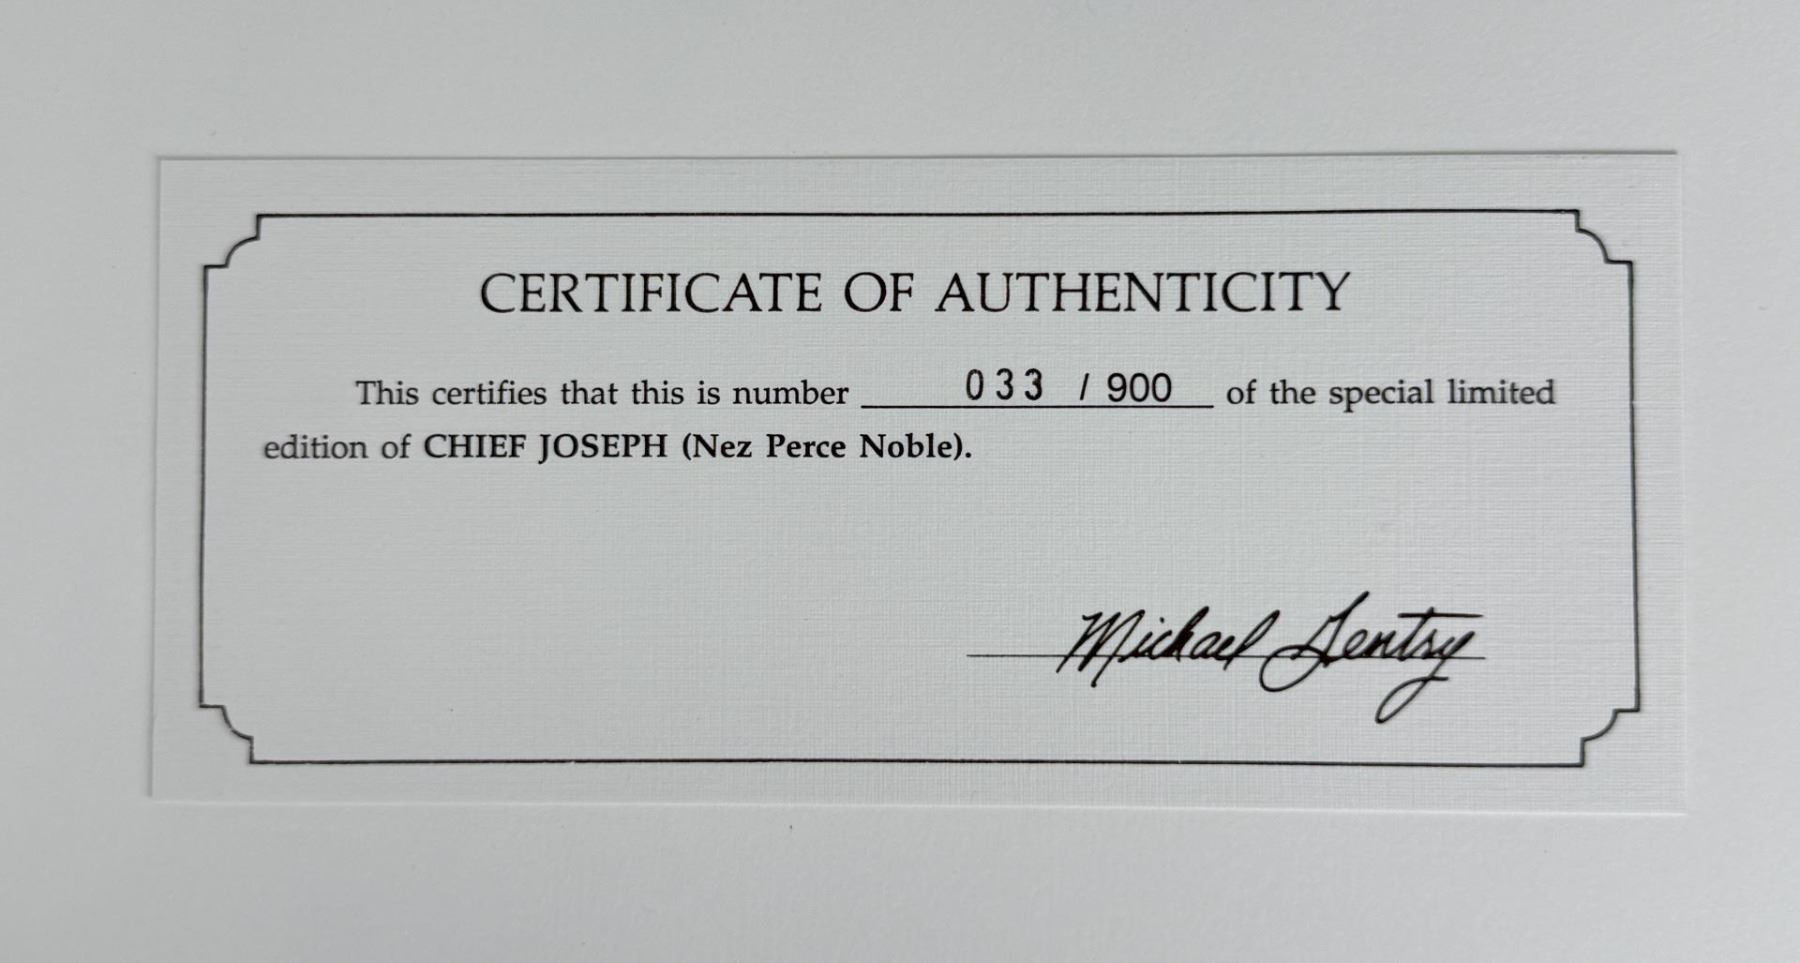 CERTIFICATE OF AUTHENTICITY
This certifies that this is number 033 / 900 of the special limited
edition of CHIEF JOSEPH (Nez Perce Noble).
Michael Gentry